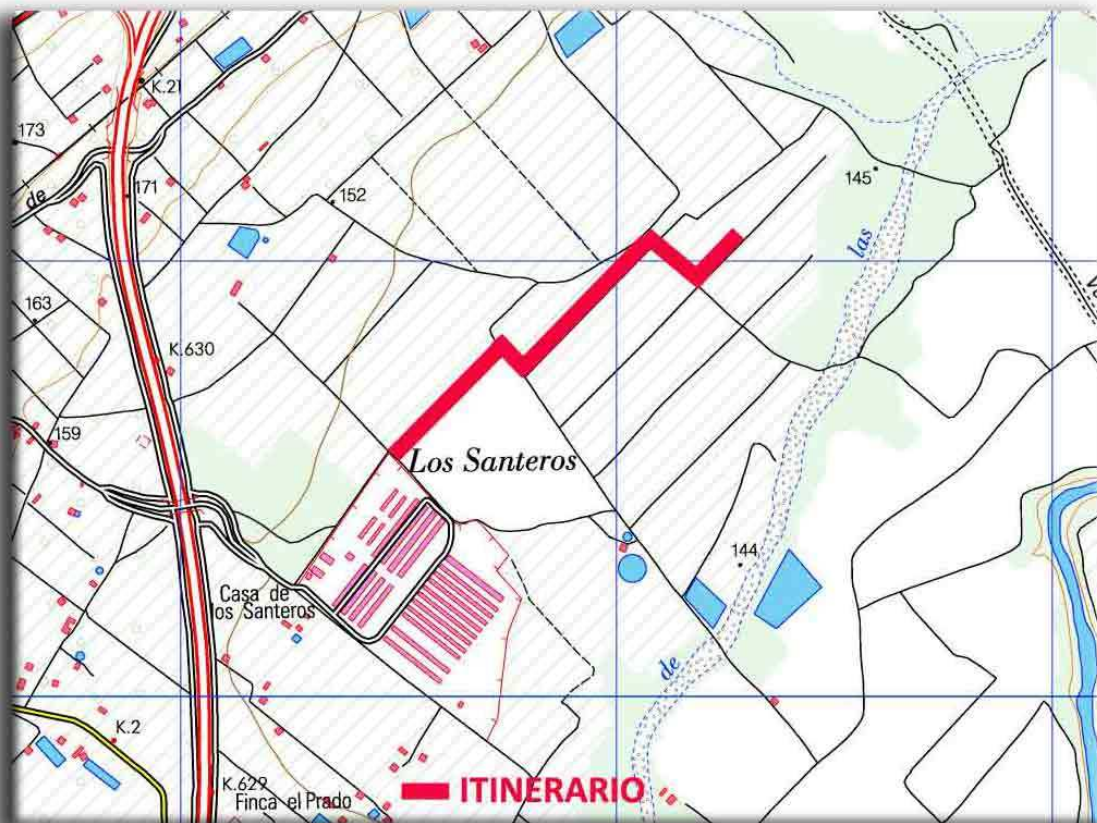 K.21
173
de
171
152
145
las
163
K.630
159
Los Santeros
144
Casa de
los Santeros
de
K.2
K.629
Finca el Prado
ITINERARIO